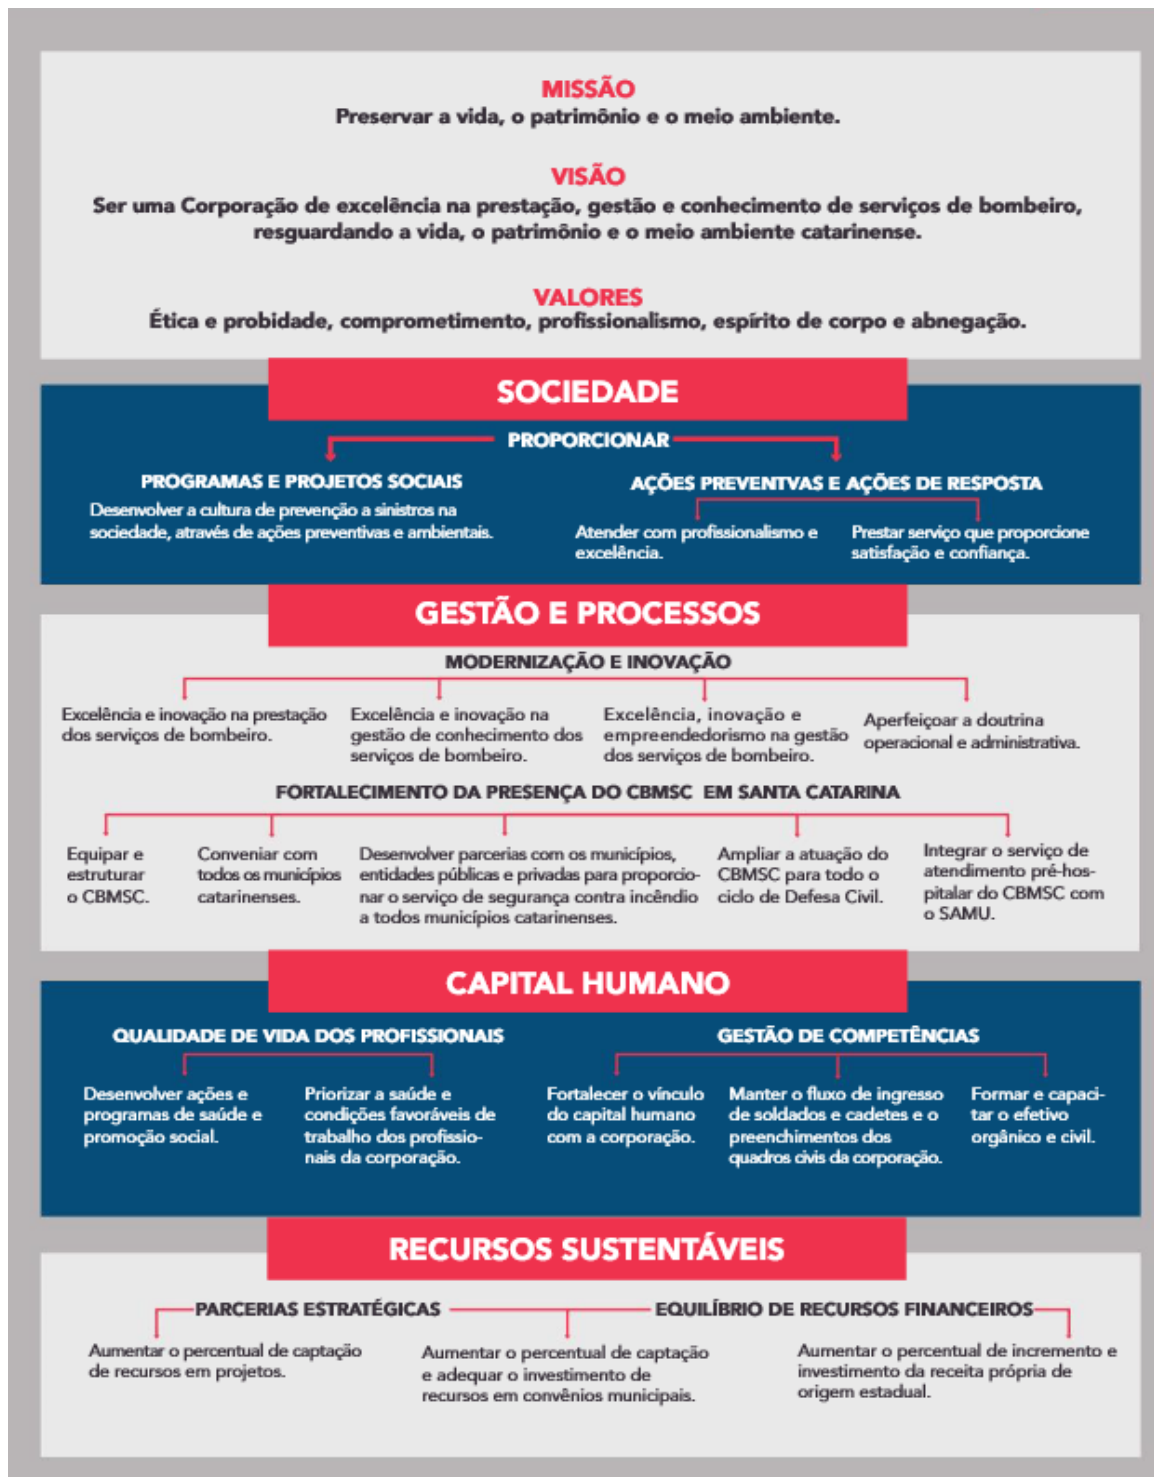 MISSÃO
Preservar a vida, o patrimônio e o meio ambiente.
VISÃO
Ser uma Corporação de excelência na prestação, gestão e conhecimento de serviços de bombeiro,
resguardando a vida, o patrimônio e o meio ambiente catarinense.
VALORES
Ética e probidade, comprometimento, profissionalismo, espírito de corpo e abnegação.
SOCIEDADE
PROPORCIONAR
PROGRAMAS E PROJETOS SOCIAIS
Desenvolver a cultura de prevenção a sinistros na
sociedade, através de ações preventivas e ambientais.
AÇÕES PREVENTVAS E AÇÕES DE RESPOSTA
Atender com profissionalismo e
excelência.
Prestar serviço que proporcione
satisfação e confiança.
GESTÃO E PROCESSOS
MODERNIZAÇÃO E INOVAÇÃO
Excelência e inovação na prestação
dos serviços de bombeiro.
Excelência e inovação na
gestão de conhecimento dos
serviços de bombeiro.
Excelência, inovação e
empreendedorismo na gestão
dos serviços de bombeiro.
Aperfeiçoar a doutrina
operacional e administrativa.
FORTALECIMENTO DA PRESENÇA DO CBMSC EM SANTA CATARINA
Equipar e
estruturar
o CBMSC.
Conveniar com
todos os municípios
catarinenses.
Desenvolver parcerias com os municípios,
entidades públicas e privadas para proporcio-
nar o serviço de segurança contra incêndio
a todos municípios catarinenses.
Ampliar a atuação do
CBMSC para todo o
ciclo de Defesa Civil.
Integrar o serviço de
atendimento pré-hos-
pitalar do CBMSC com
o SAMU.
CAPITAL HUMANO
QUALIDADE DE VIDA DOS PROFISSIONAIS
Desenvolver ações e
programas de saúde e
promoção social.
Priorizar a saúde e
condições favoráveis de
trabalho dos profissio-
nais da corporação.
GESTÃO DE COMPETÊNCIAS
Fortalecer o vínculo
do capital humano
com a corporação.
Manter o fluxo de ingresso
de soldados e cadetes e o
preenchimentos dos
quadros civis da corporação.
Formar e capaci-
tar o efetivo
orgânico e civil.
RECURSOS SUSTENTÁVEIS
PARCERIAS ESTRATÉGICAS
EQUILÍBRIO DE RECURSOS FINANCEIROS
Aumentar o percentual de captação
de recursos em projetos.
Aumentar o percentual de captação
e adequar o investimento de
recursos em convênios municipais.
Aumentar o percentual de incremento e
investimento da receita própria de
origem estadual.